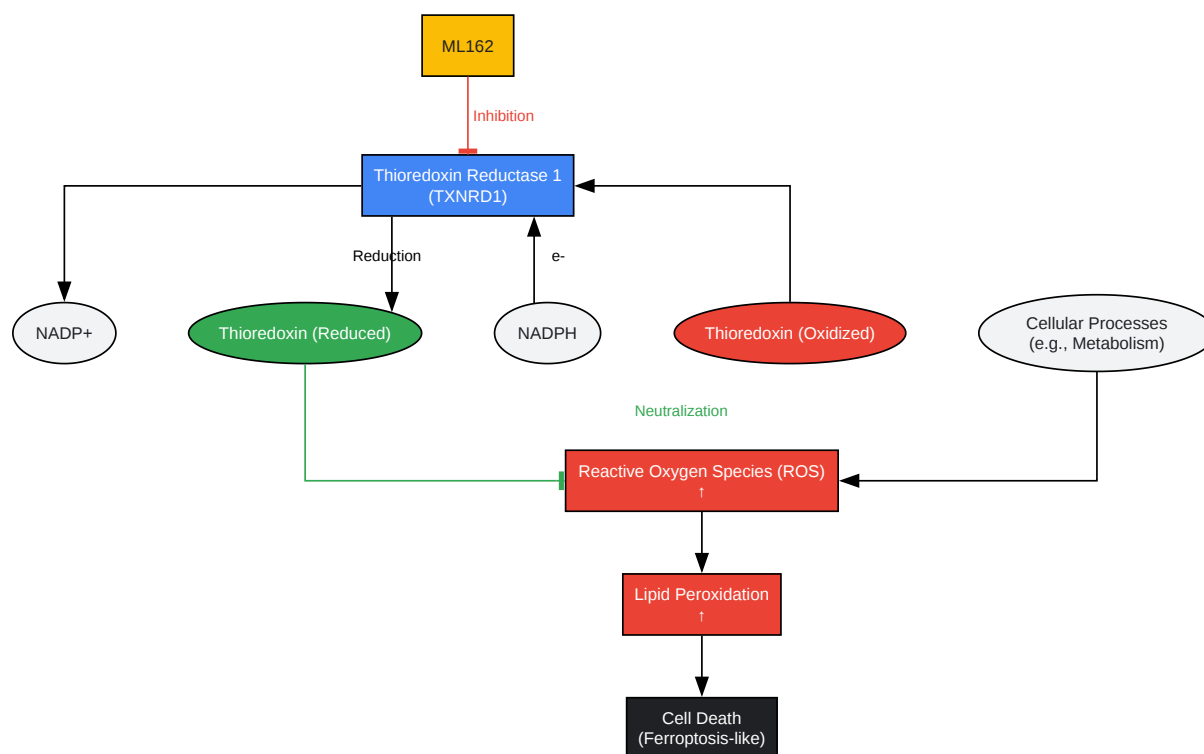 ML162
Inhibition
Thioredoxin Reductase 1
(TXNRD1)
Reduction
e-
NADP+
Thioredoxin (Reduced)
NADPH
Thioredoxin (Oxidized)
Cellular Processes
(e.g., Metabolism)
Neutralization
Reactive Oxygen Species (ROS)
↑
Lipid Peroxidation
↑
Cell Death
(Ferroptosis-like)